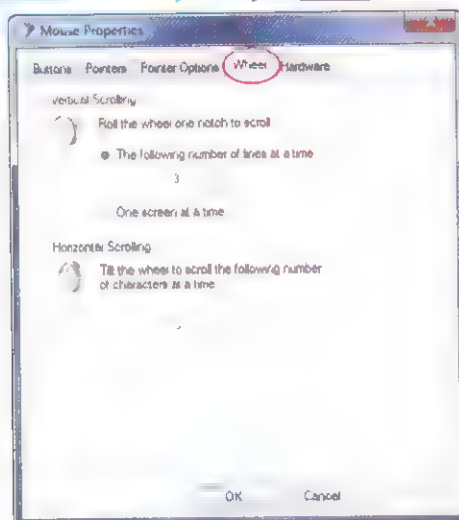 Mouse Properties
Buttons Pointers Pointer Options Wheel Hardware
Vertical Scrolling
Roll the wheel one notch to scroll
The following number of lines at a time
3
One screen at a time
Horizontal Scrolling
Tilt the wheel to scroll the following number
of characters at a time
OK Cancel